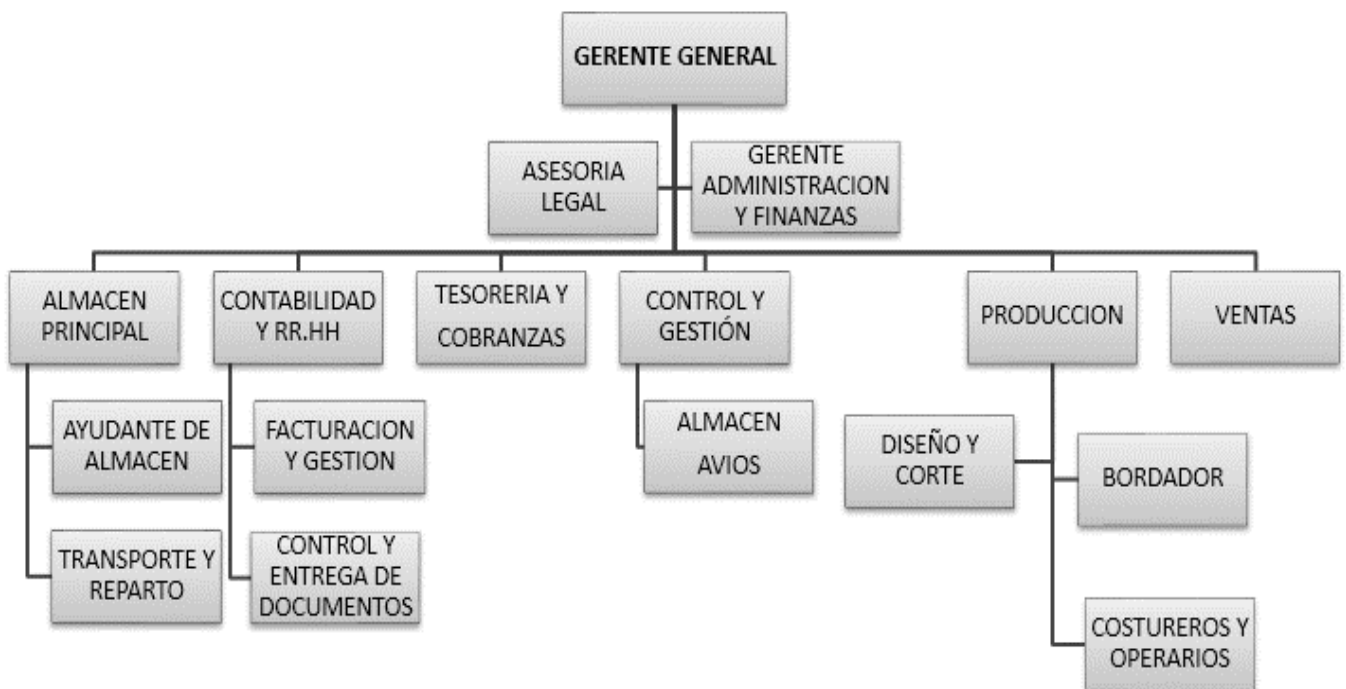 GERENTE GENERAL
ASESORIA
LEGAL
GERENTE
ADMINISTRACION
Y FINANZAS
ALMACEN
PRINCIPAL
CONTABILIDAD
Y RR.HH
TESORERIA Y
COBRANZAS
CONTROL Y
GESTIÓN
PRODUCCION
VENTAS
AYUDANTE DE
ALMACEN
FACTURACION
Y GESTION
ALMACEN
AVIOS
DISEÑO Y
CORTE
BORDADOR
TRANSPORTE Y
REPARTO
CONTROL Y
ENTREGA DE
DOCUMENTOS
COSTUREROS Y
OPERARIOS